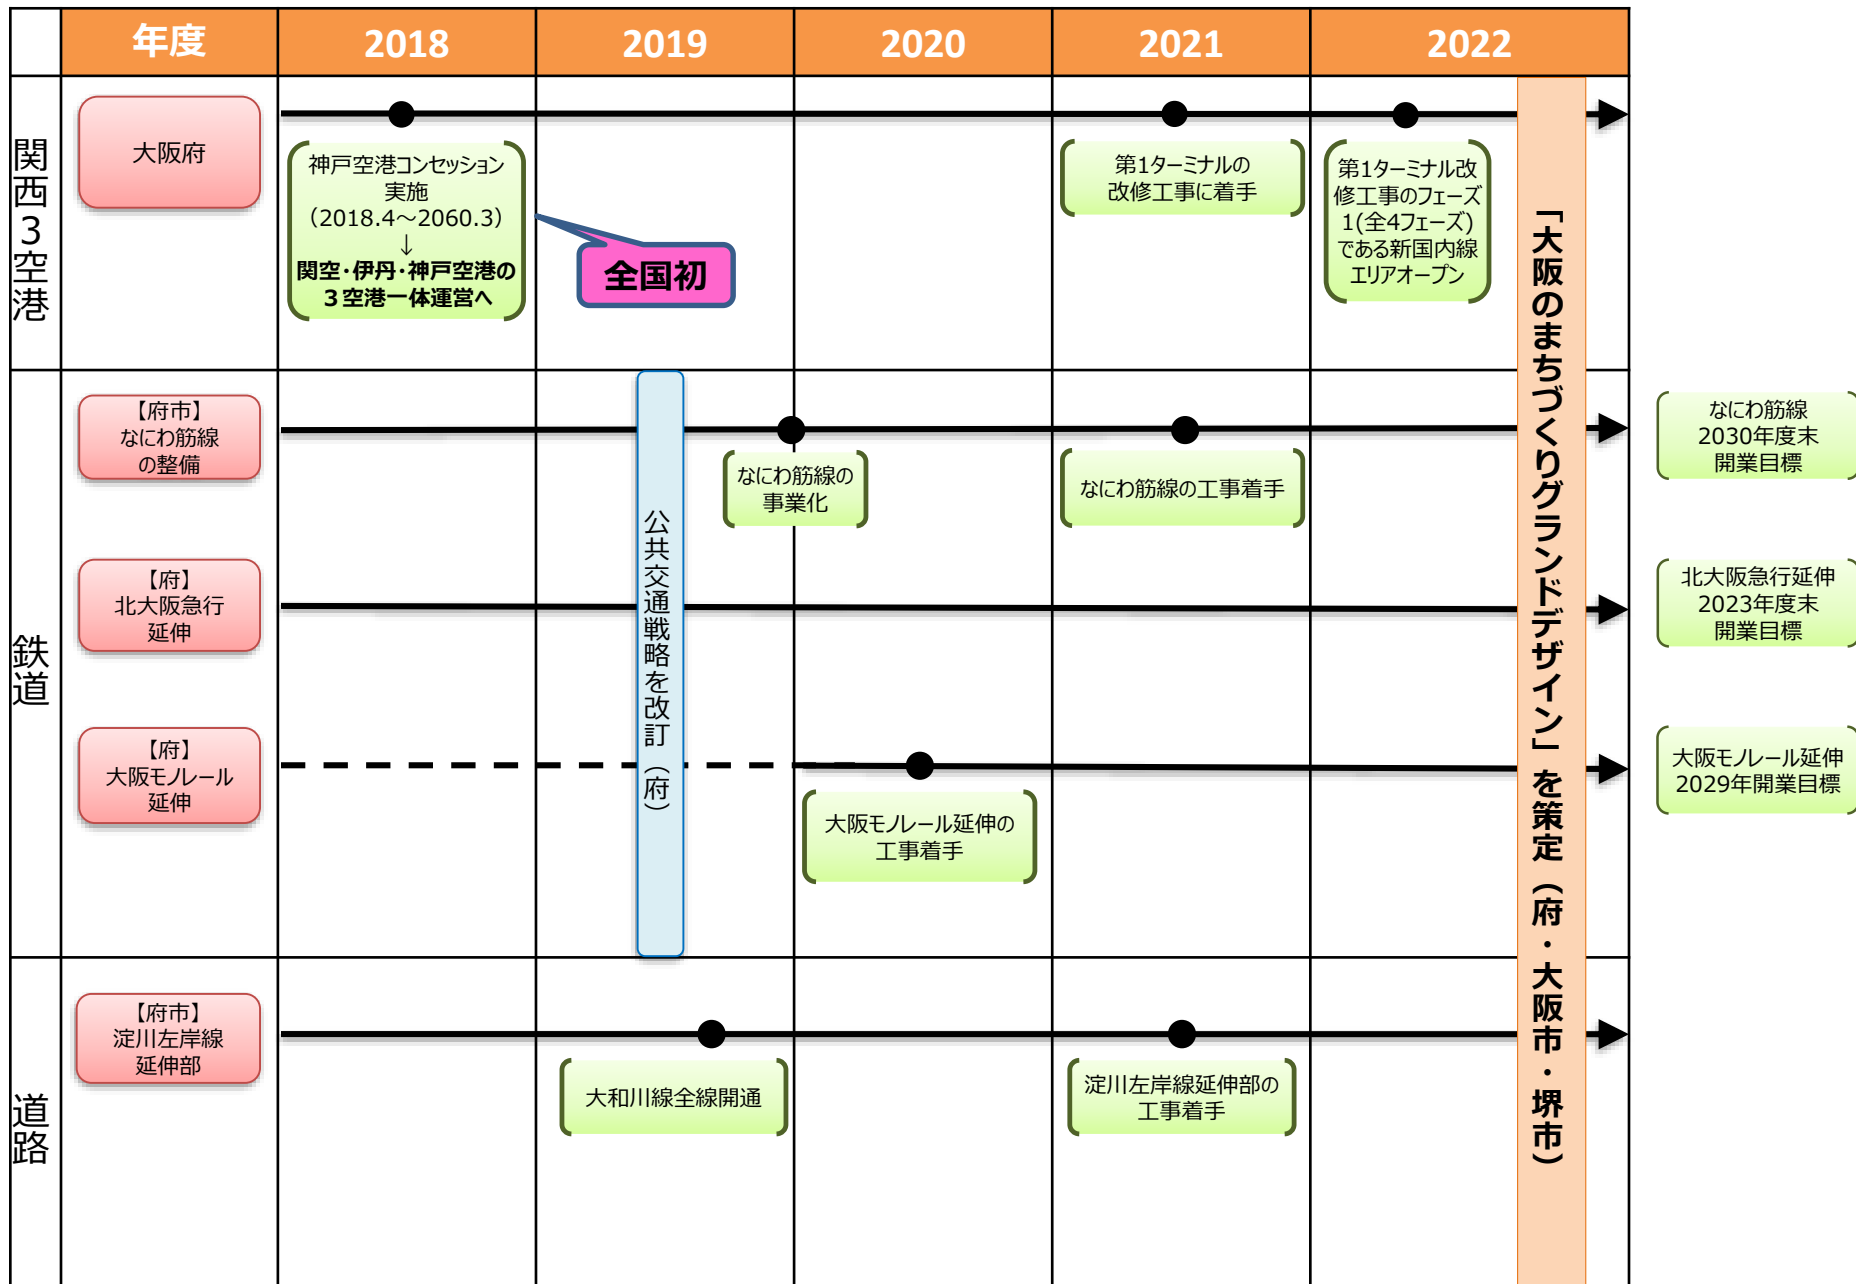 年度 2018 2019 2020 2021 2022
関西３空港
大阪府
神戸空港コンセッション
実施
（2018.4～2060.3）
↓
関空・伊丹・神戸空港の
３空港一体運営へ
全国初
第1ターミナルの
改修工事に着手
第1ターミナル改
修工事のフェーズ
1(全4フェーズ)
である新国内線
エリアオープン
「大阪のまちづくりグランドデザイン」を策定（府・大阪市・堺市）
鉄道
公共交通戦略を改訂（府）
【府市】
なにわ筋線
の整備
なにわ筋線の
事業化
なにわ筋線の工事着手
なにわ筋線
2030年度末
開業目標
【府】
北大阪急行
延伸
北大阪急行延伸
2023年度末
開業目標
【府】
大阪モノレール
延伸
大阪モノレール延伸の
工事着手
大阪モノレール延伸
2029年開業目標
道路
【府市】
淀川左岸線
延伸部
大和川線全線開通
淀川左岸線延伸部の
工事着手